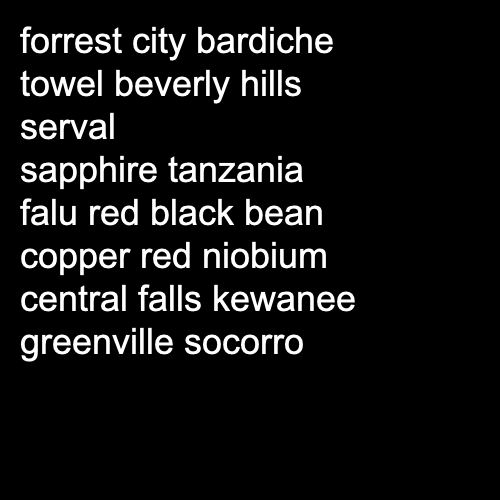 forrest city bardiche
towel beverly hills
serval
sapphire tanzania
falu red black bean
copper red niobium
central falls kewanee
greenville socorro